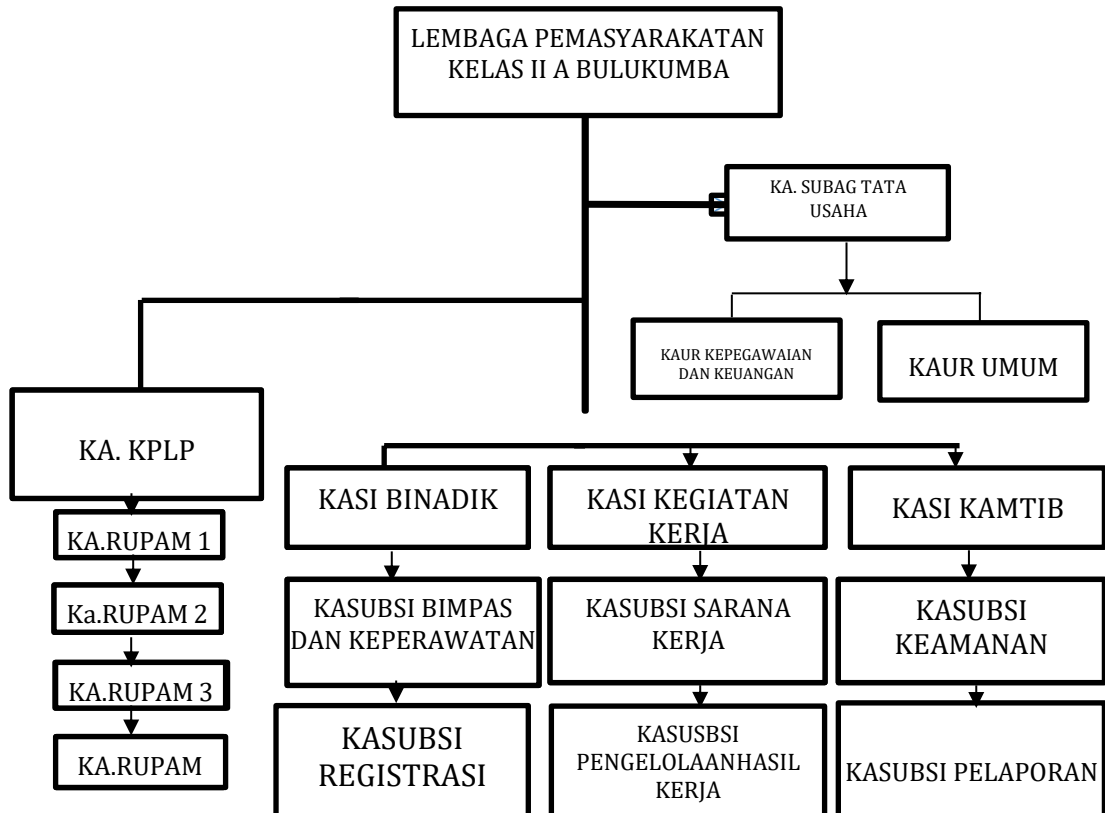 LEMBAGA PEMASYARAKATAN
KELAS II A BULUKUMBA
KA. SUBAG TATA
USAHA
KAUR KEPEGAWAIAN
DAN KEUANGAN
KAUR UMUM
KA. KPLP
KA.RUPAM 1
Ka.RUPAM 2
KA.RUPAM 3
KA.RUPAM
KASI BINADIK
KASI KEGIATAN
KERJA
KASI KAMTIB
KASUBSI BIMPAS
DAN KEPERAWATAN
KASUBSI SARANA
KERJA
KASUBSI
KEAMANAN
KASUBSI
REGISTRASI
KASUSBSI
PENGELOLAANHASIL
KERJA
KASUBSI PELAPORAN